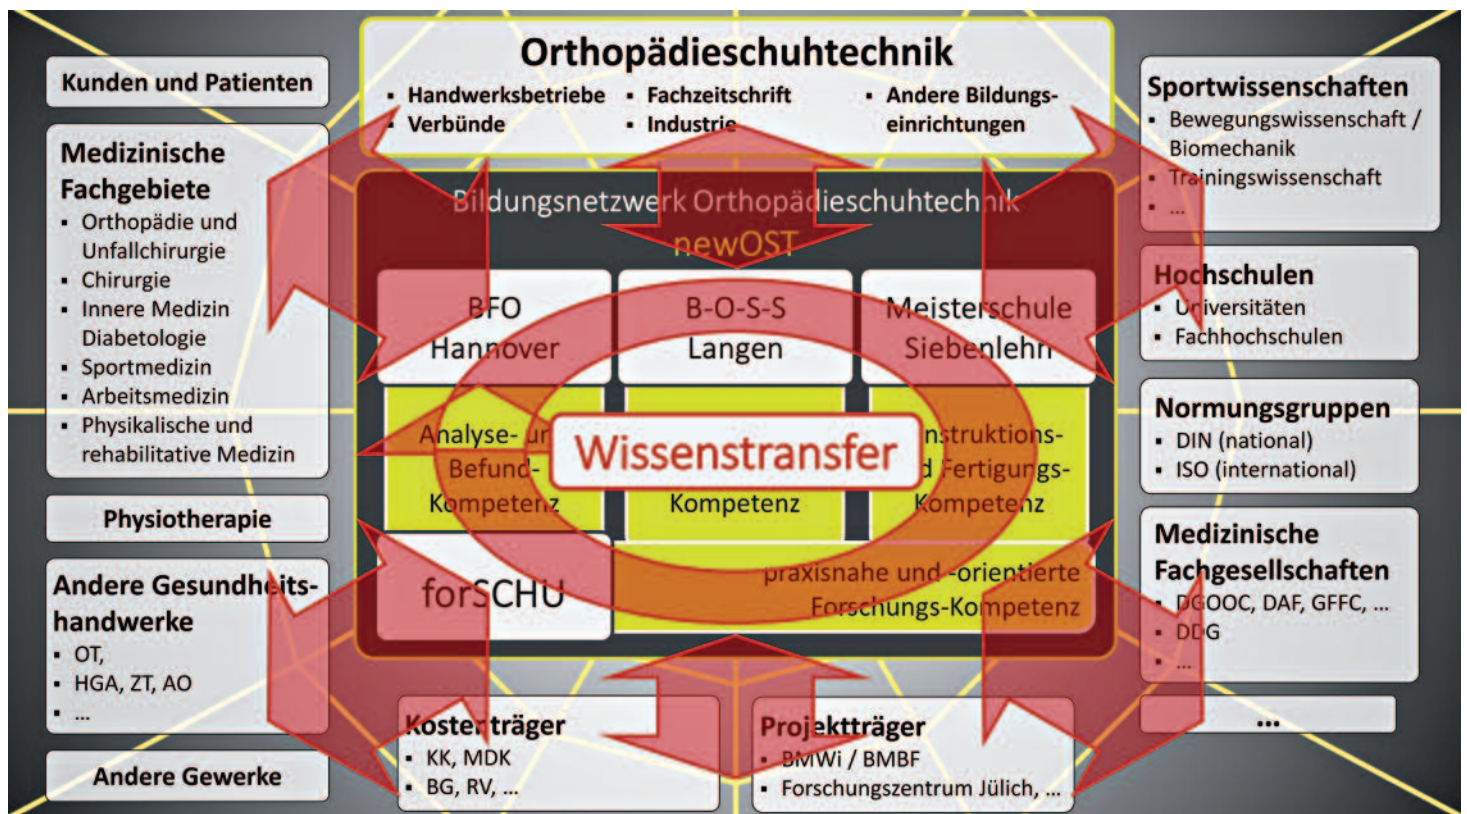 Orthopädieschuhtechnik
▪ Handwerksbetriebe
▪ Verbünde
▪ Fachzeitschrift
▪ Industrie
▪ Andere Bildungs-
einrichtungen
Kunden und Patienten
Medizinische
Fachgebiete
▪ Orthopädie und
Unfallchirurgie
▪ Chirurgie
▪ Innere Medizin
Diabetologie
▪ Sportmedizin
▪ Arbeitsmedizin
▪ Physikalische und
rehabilitative Medizin
Physiotherapie
Andere Gesundheits-
handwerke
▪ OT,
▪ HGA, ZT, AO
▪ ...
Andere Gewerke
Bildungsnetzwerk Orthopädieschuhtechnik
newOST
BFO
Hannover
B-O-S-S
Langen
Meisterschule
Siebenlehn
Analyse- un
Befund-
Kompetenz
Kompetenz
nstruktions-
d Fertigungs-
Kompetenz
Wissenstransfer
forSCHU
praxisnahe und -orientierte
Forschungs-Kompetenz
Kostenträger
▪ KK, MDK
▪ BG, RV, ...
Projektträger
▪ BMWi / BMBF
▪ Forschungszentrum Jülich, ...
Sportwissenschaften
▪ Bewegungswissenschaft /
Biomechanik
▪ Trainingswissenschaft
▪ ...
Hochschulen
▪ Universitäten
▪ Fachhochschulen
Normungsgruppen
▪ DIN (national)
▪ ISO (international)
Medizinische
Fachgesellschaften
▪ DGOOC, DAF, GFFC, ...
▪ DDG
▪ ...
...